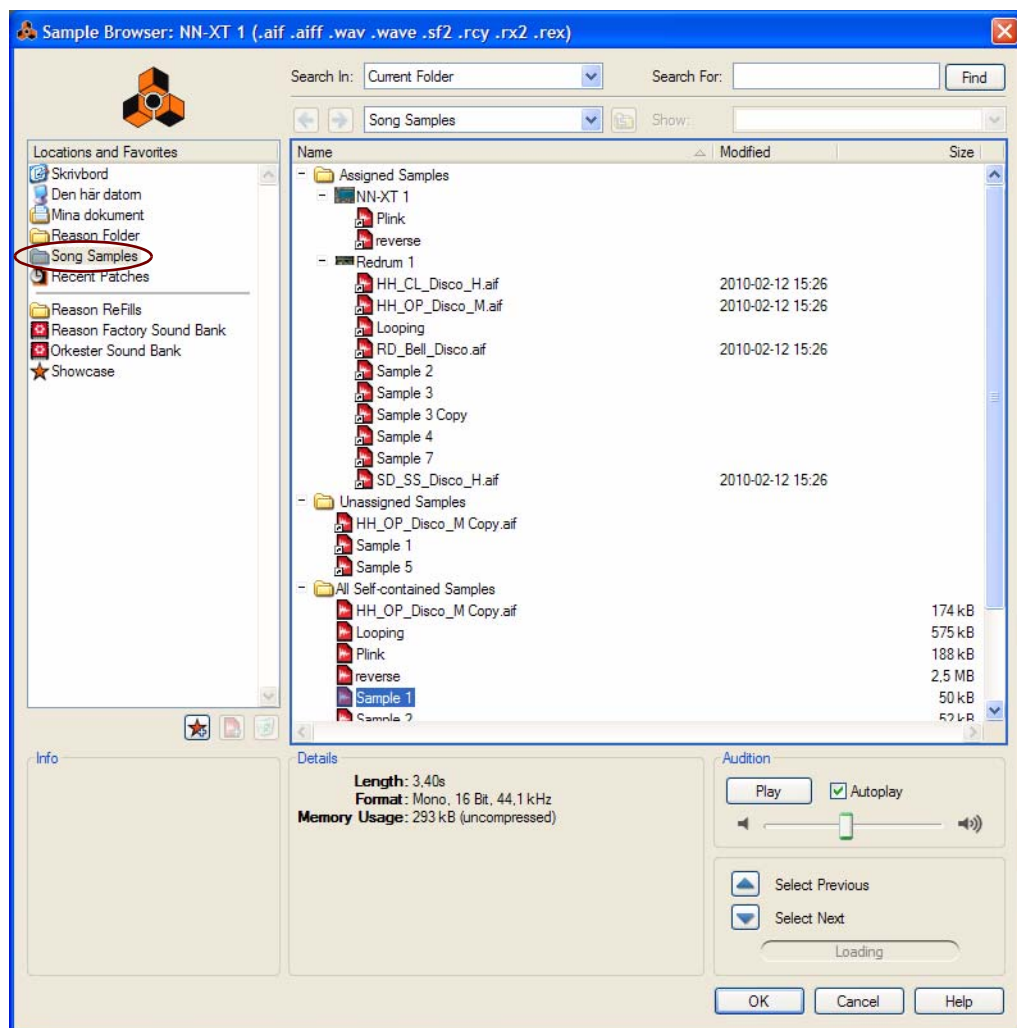 Sample Browser: NN-XT 1 (.aif .aiff .wav .wave .sf2 .rcy .rx2 .rex)
Search In: Current Folder Search For: Find
Song Samples Show:
Locations and Favorites
Skrivbord
Den här datorn
Mina dokument
Reason Folder
Song Samples
Recent Patches
Reason ReFills
Reason Factory Sound Bank
Orkester Sound Bank
Showcase
Name Modified Size
Assigned Samples
NN-XT 1
Plink
reverse
Redrum 1
HH_CL_Disco_H.aif 2010-02-12 15:26
HH_OP_Disco_M.aif 2010-02-12 15:26
Looping
RD_Bell_Disco.aif 2010-02-12 15:26
Sample 2
Sample 3
Sample 3 Copy
Sample 4
Sample 7
SD_SS_Disco_H.aif 2010-02-12 15:26
Unassigned Samples
HH_OP_Disco_M Copy.aif
Sample 1
Sample 5
All Self-contained Samples
HH_OP_Disco_M Copy.aif 174 kB
Looping 575 kB
Plink 188 kB
reverse 2,5 MB
Sample 1 50 kB
Sample 2 52 kB
Info
Details
Length: 3,40s
Format: Mono, 16 Bit, 44,1 kHz
Memory Usage: 293 kB (uncompressed)
Audition
Play Autoplay
Select Previous
Select Next
Loading
OK Cancel Help